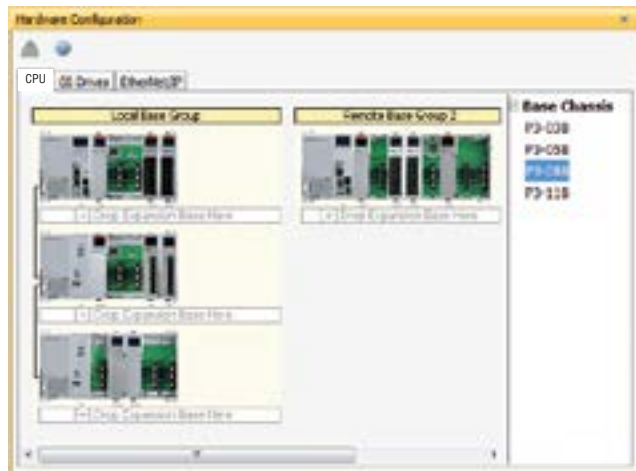 Hardware Configuration
CPU GS Drives EtherNet/IP
Local Base Group
Remote Base Group 2
[+] Drop Expansion Base Here
[+] Drop Expansion Base Here
[+] Drop Expansion Base Here
[+] Drop Expansion Base Here
Base Chassis
P3-03B
P3-05B
P3-08B
P3-11B